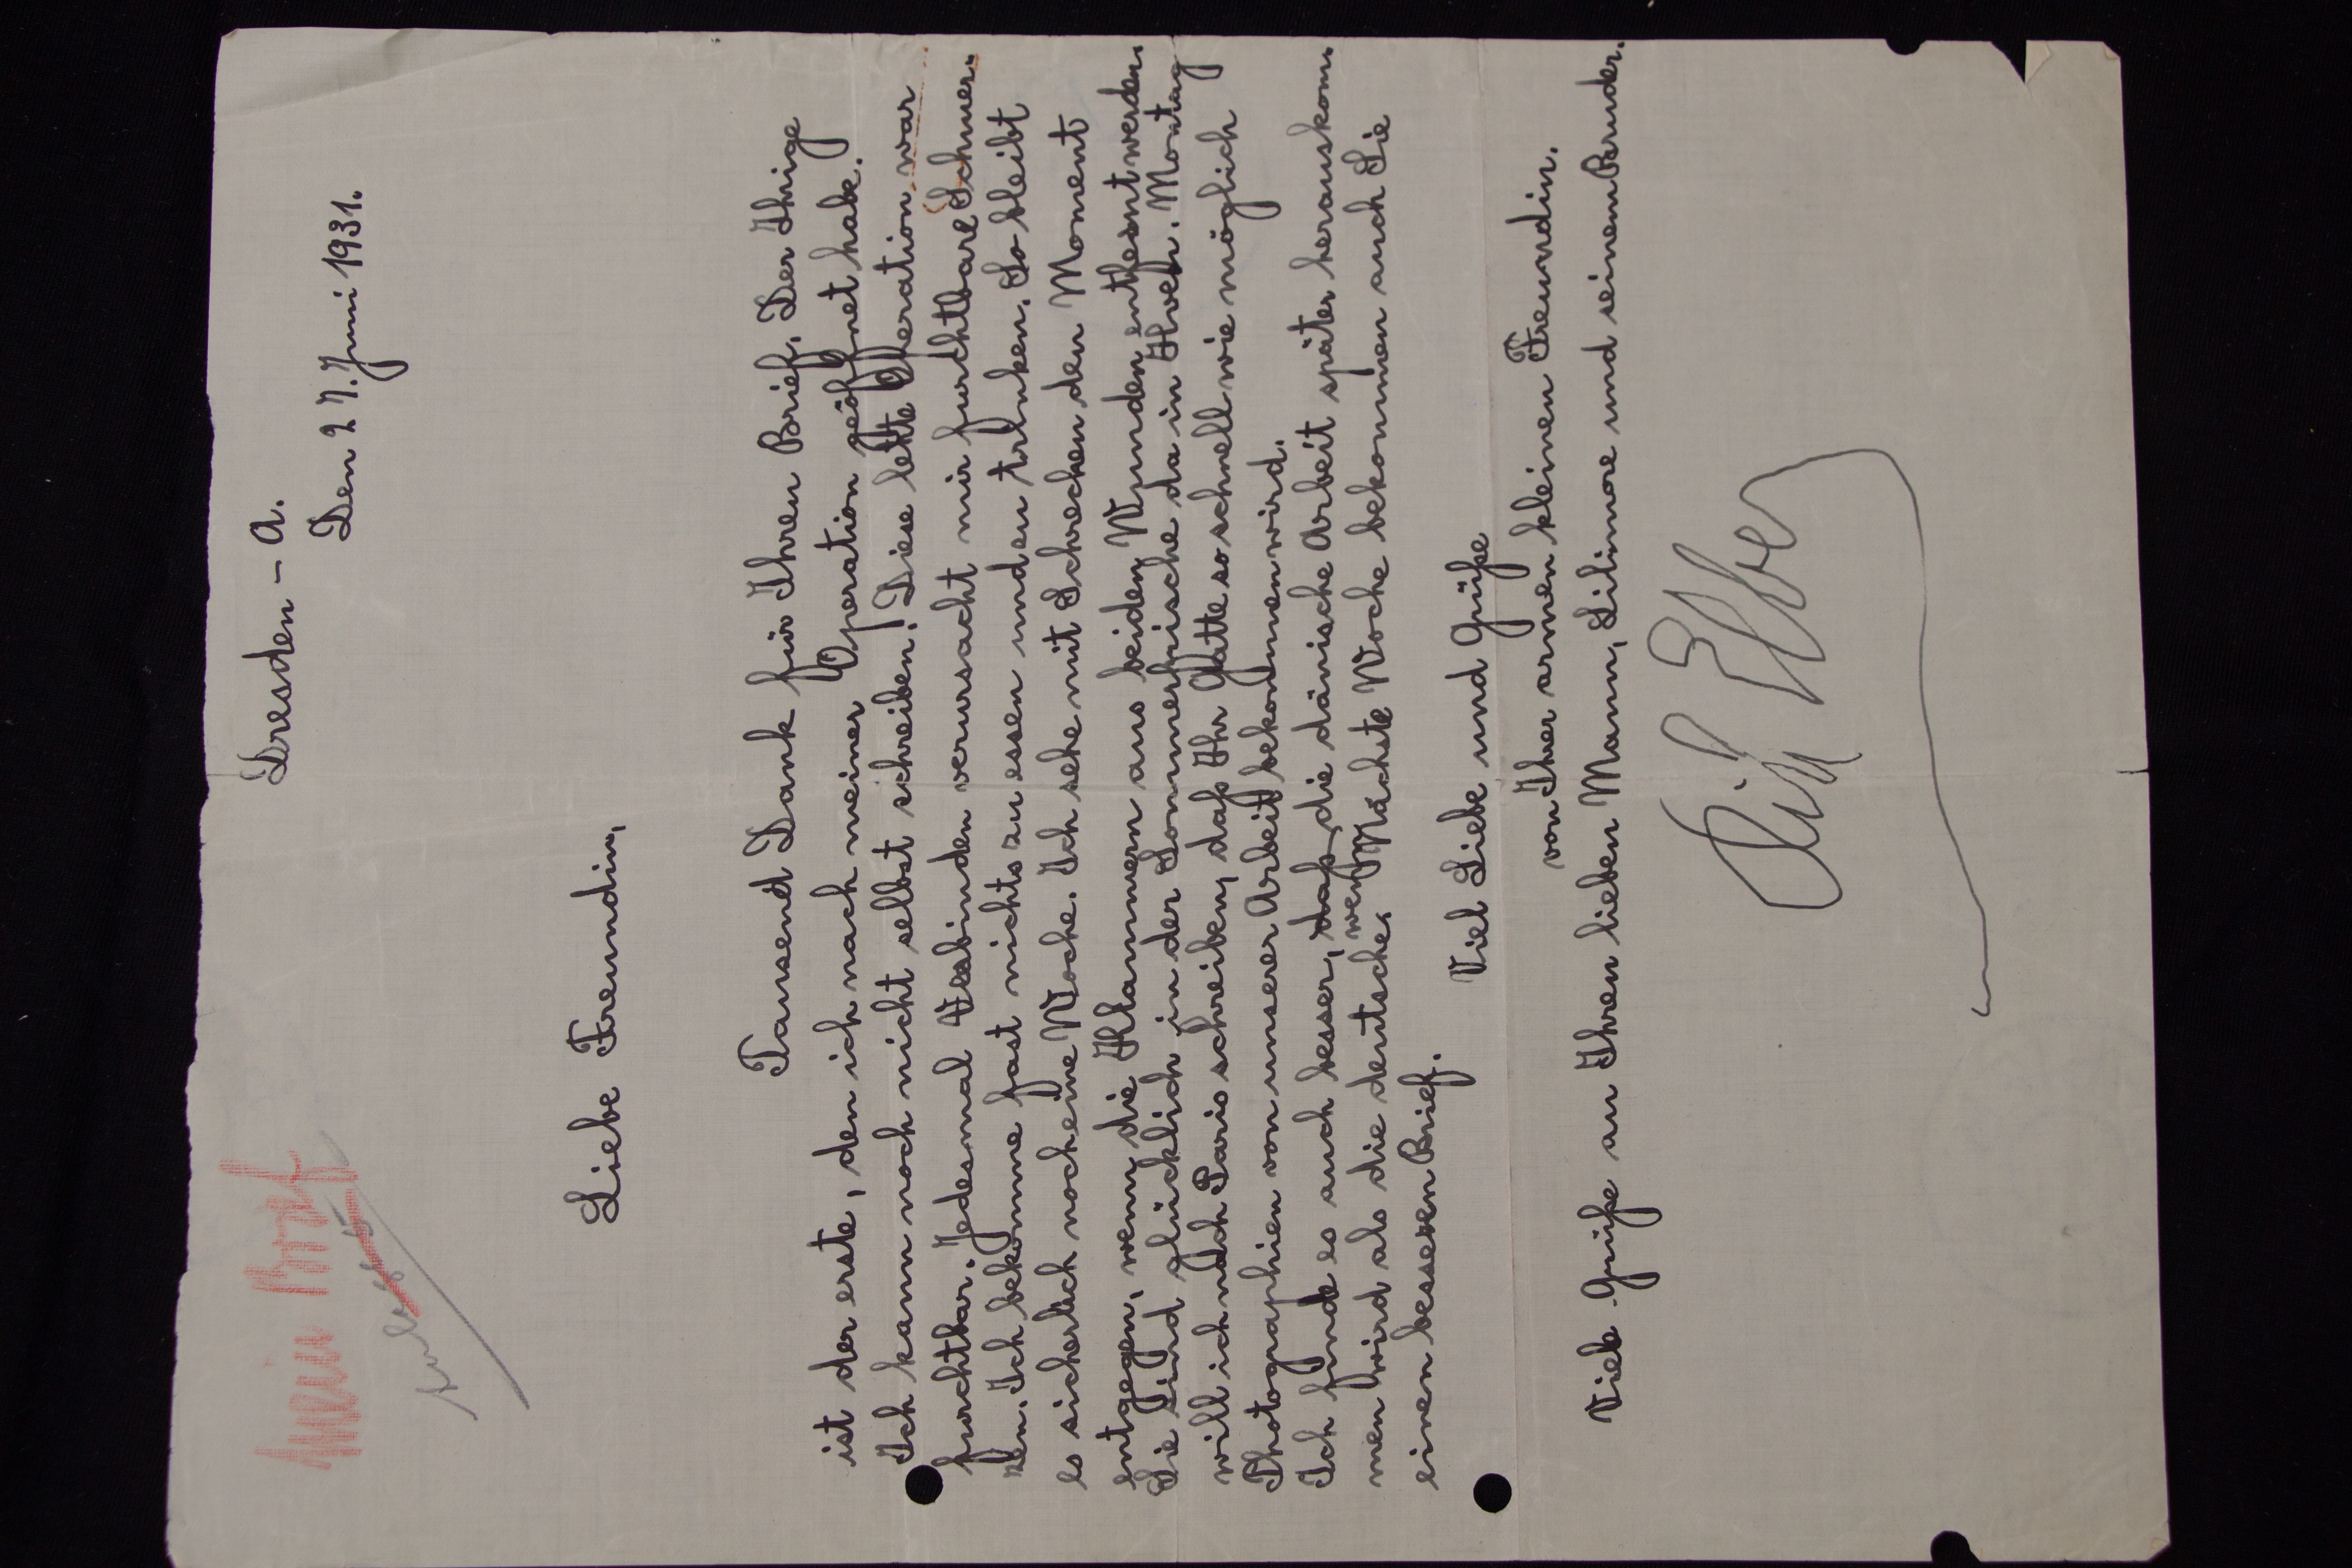 Mein Brief
Anlage 5
Dresden - A.
Den 27. Juni 1931.
Liebe Freundin,
Tausend Dank für Ihren Brief. Der Ihrige
ist der erste, den ich nach meiner Operation geöffnet habe.
Ich kann noch nicht selbst schreiben! Diese letzte Operation war
furchtbar. Jedesmal Verbinden verursacht mir furchtbare Schmer-
zen. Ich bekomme fast nichts zu essen und zu trinken. So bleibt
es sicherlich noch eine Woche. Ich sehe mit Schrecken den Moment
entgegen, wenn die Klammern aus beiden Wunden entfernt werden.
Sie sind glücklich in der Sommerfrische da in Hven. Montag
will ich nach Paris schreiben, daß Ihr Gatte so schnell wie möglich
Photographien von unserer Arbeit bekommen wird.
Ich finde es auch besser, daß die dänische Arbeit später herauskom-
wenn
men wird als die deutsche. Nächste Woche bekommen auch Sie
einen besseren Brief.
Viel Liebe und Grüße
von Ihrer armen kleinen Freundin.
Viele Grüße an Ihren lieben Mann, Lilimore und seinem Bruder.
Lili Elbe